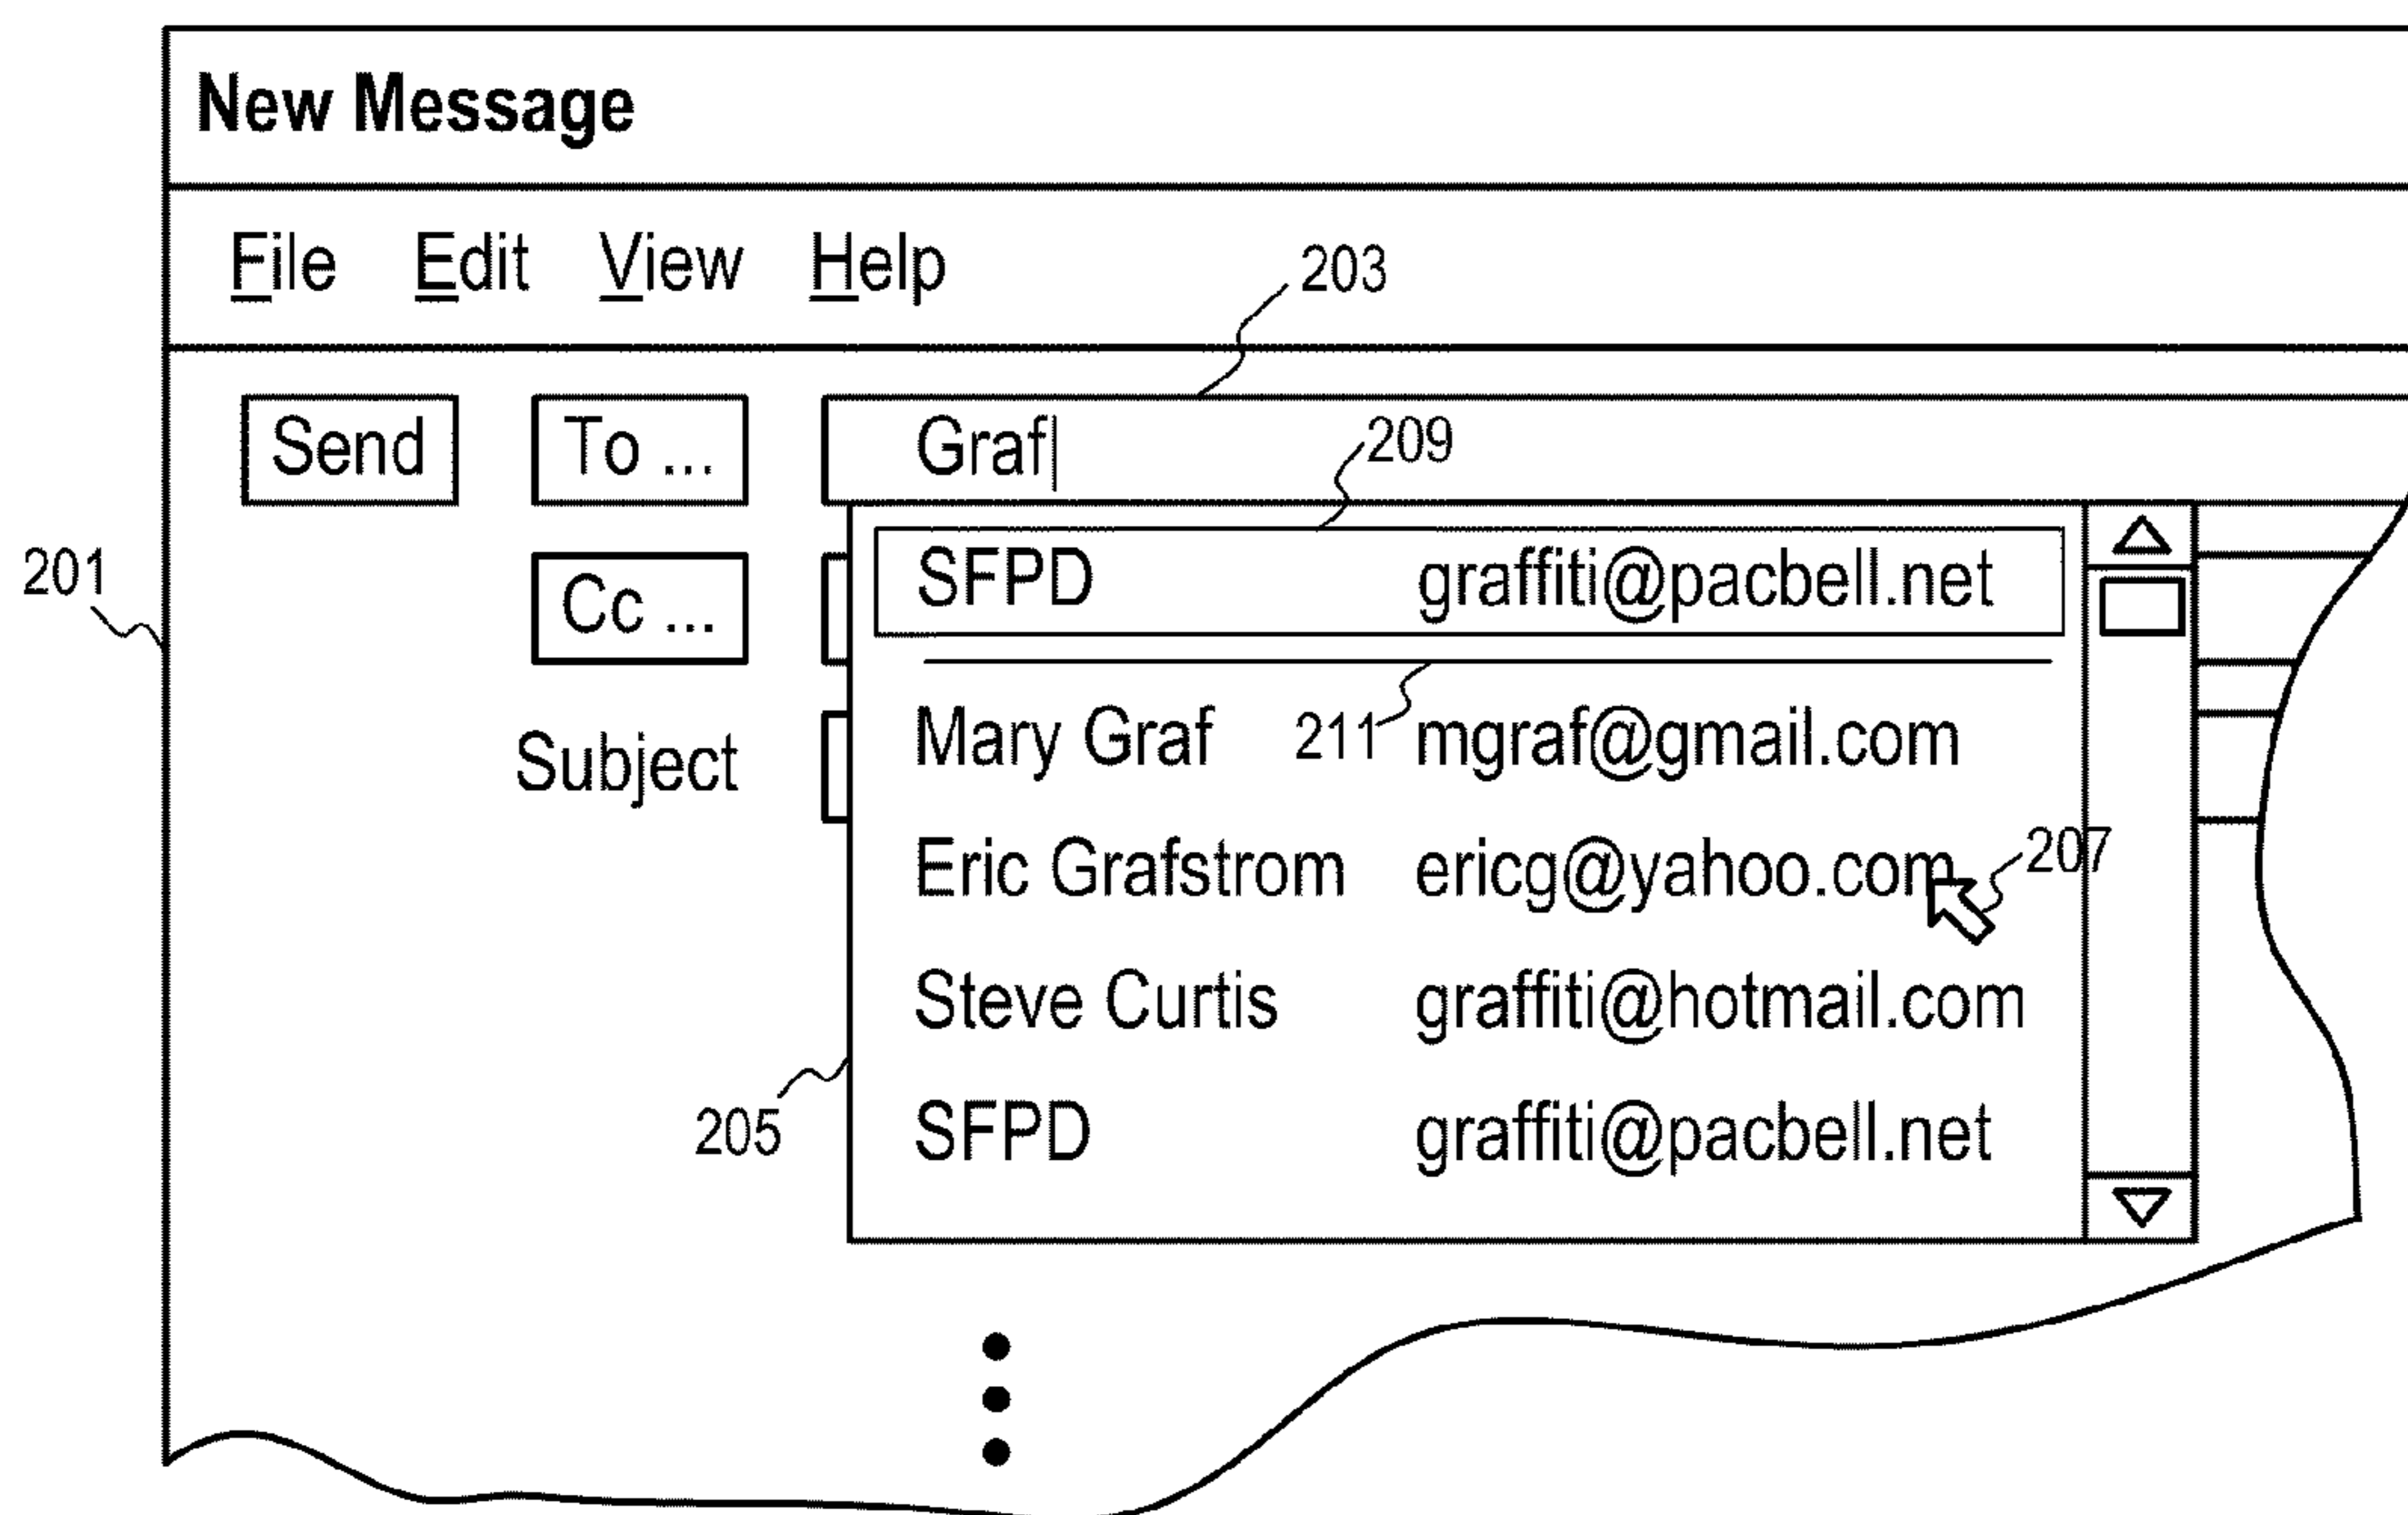 New Message
File Edit View Help
203
Send To ... Graf
209
201
SFPD graffiti@pacbell.net
Cc ...
Mary Graf 211 mgraf@gmail.com
Subject
Eric Grafstrom ericg@yahoo.com 207
Steve Curtis graffiti@hotmail.com
205
SFPD graffiti@pacbell.net